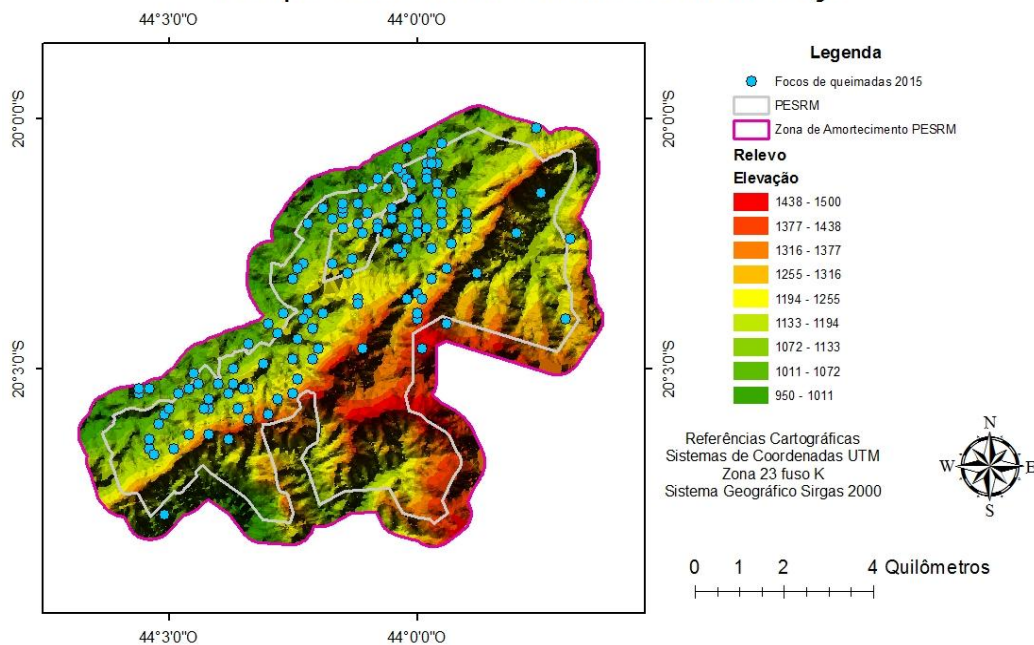 44°3'0"O
44°0'0"O
20°0'0"S
20°0'0"S
20°3'0"S
20°3'0"S
44°3'0"O
44°0'0"O
Legenda
Focos de queimadas 2015
PESRM
Zona de Amortecimento PESRM
Relevo
Elevação
1438 - 1500
1377 - 1438
1316 - 1377
1255 - 1316
1194 - 1255
1133 - 1194
1072 - 1133
1011 - 1072
950 - 1011
Referências Cartográficas
Sistemas de Coordenadas UTM
Zona 23 fuso K
Sistema Geográfico Sirgas 2000
N
W
E
S
0 1 2 4 Quilômetros